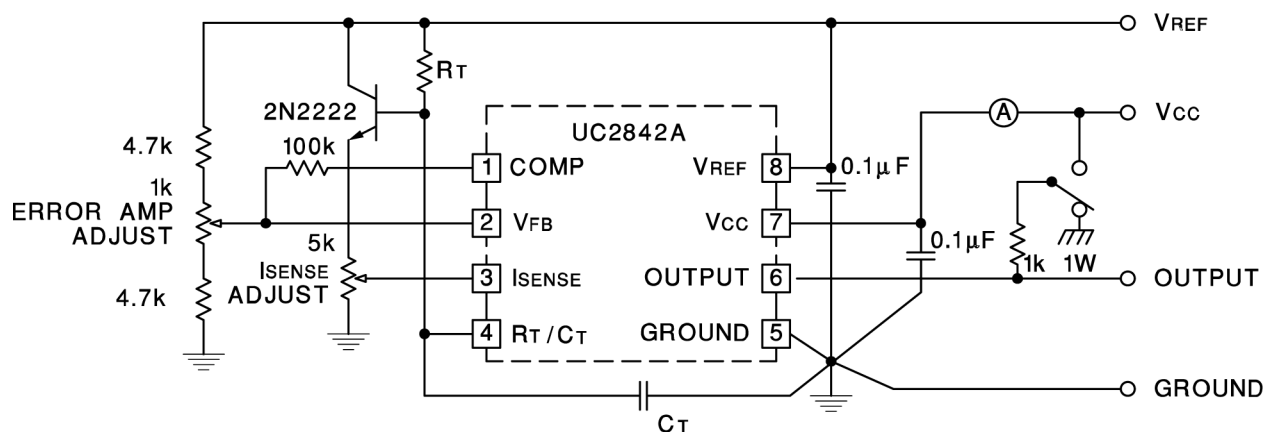 VREF
RT
2N2222
UC2842A
A
VCC
4.7k
100k
1 COMP
VREF 8
0.1μF
1k
ERROR AMP
ADJUST
2 VFB
VCC 7
0.1μF
5k
ISENSE
ADJUST
3 ISENSE
OUTPUT 6
1k
1W
OUTPUT
4.7k
4 RT/CT
GROUND 5
GROUND
CT